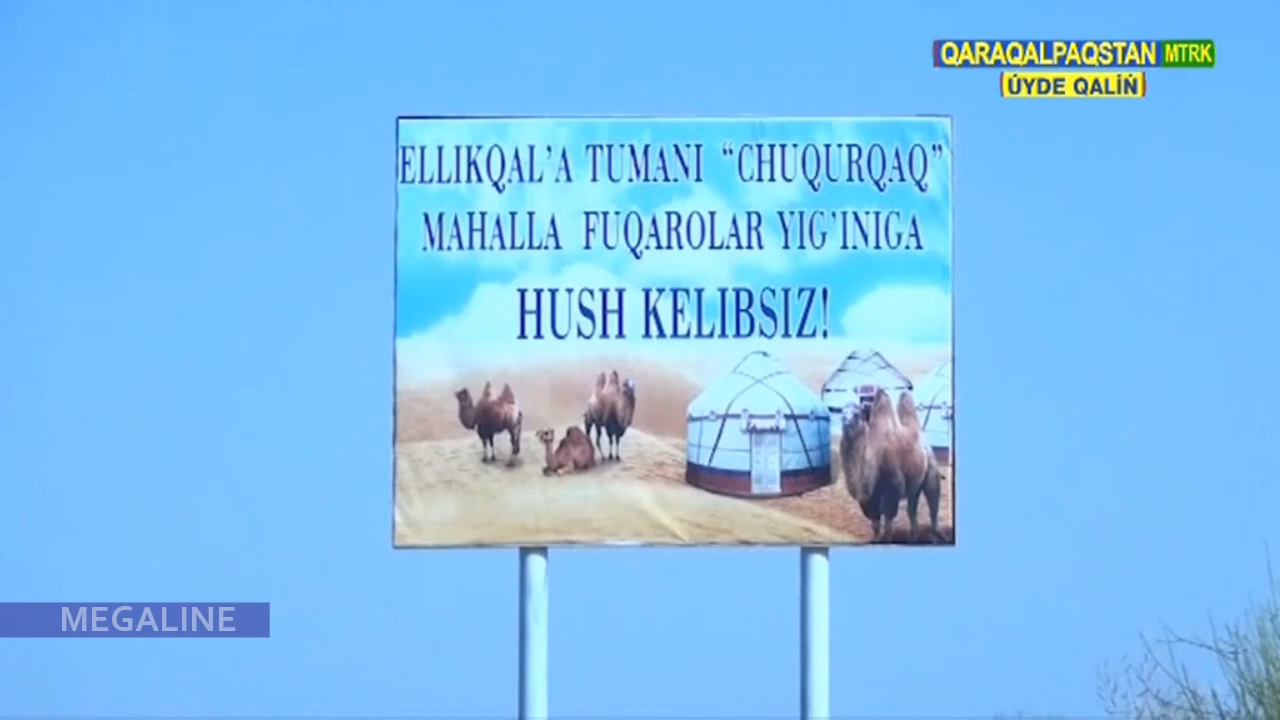 QARAQALPAQSTAN MTRK
ÚYDE QALÍŃ
ELLIKQAL’A TUMANI “CHUQURQAQ”
MAHALLA FUQAROLAR YIG’INIGA
HUSH KELIBSIZ!
MEGALINE